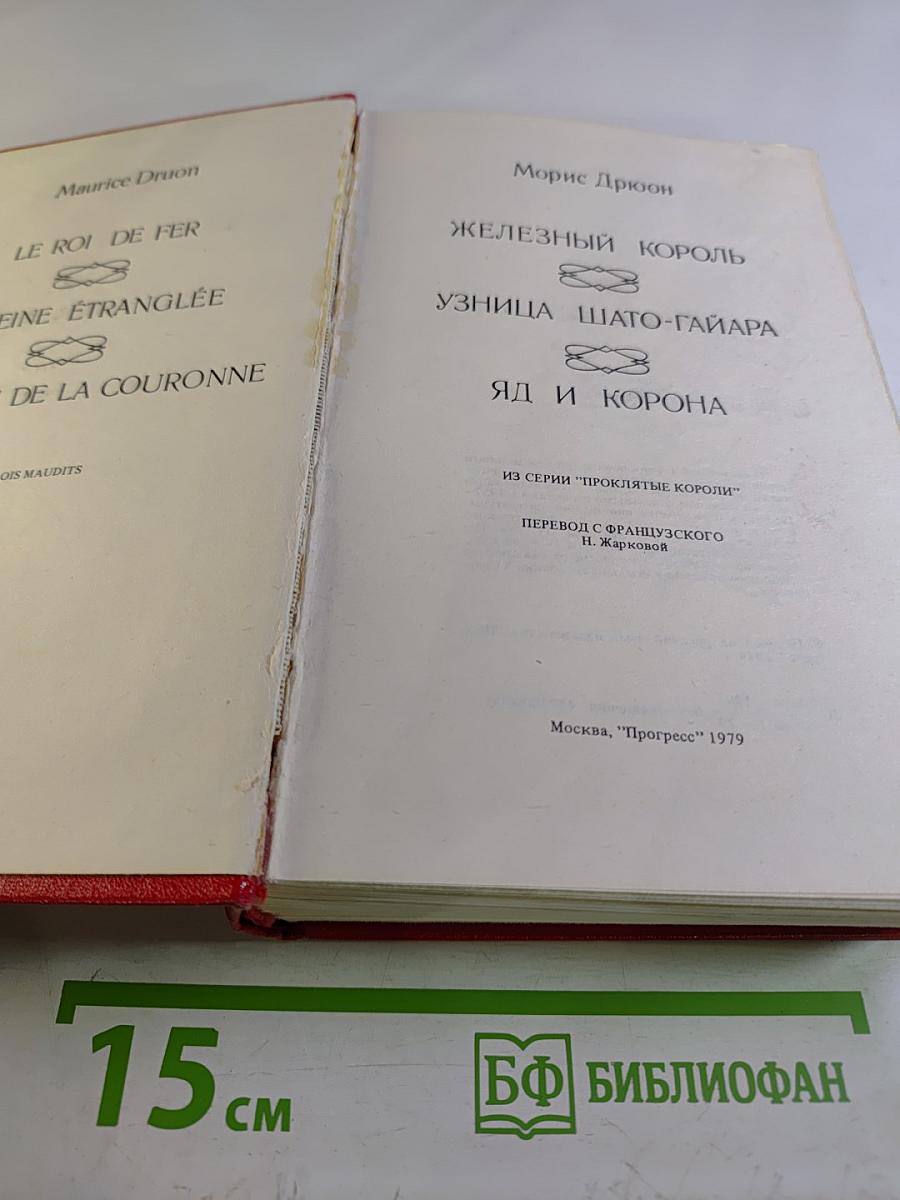 Maurice Druon
LE ROI DE FER
EINE ÉTRANGLÉE
DE LA COURONNE
OIS MAUDITS
Морис Дрюон
ЖЕЛЕЗНЫЙ КОРОЛЬ
УЗНИЦА ШАТО-ГАЙАРА
ЯД И КОРОНА
ИЗ СЕРИИ "ПРОКЛЯТЫЕ КОРОЛИ"
ПЕРЕВОД С ФРАНЦУЗСКОГО
Н. Жарковой
Москва, "Прогресс" 1979
15 см
БФ БИБЛИОФАН